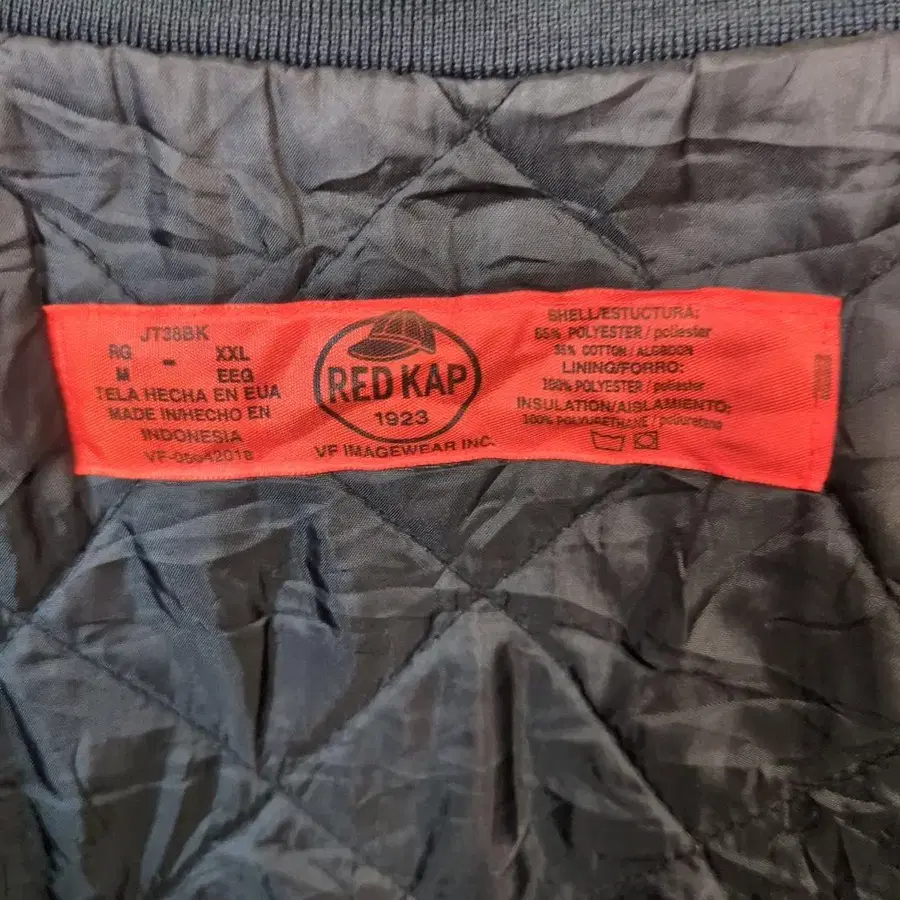 JT38BK
RG - XXL
M EEG
TELA HECHA EN EUA
MADE IN/HECHO EN
INDONESIA
RED KAP
1923
VF IMAGEWEAR INC.
SHELL/ESTUCTURA:
65% POLYESTER / poliester
35% COTTON / ALGODON
LINING/FORRO:
100% POLYESTER / poliester
INSULATION/AISLAMIENTO:
100% POLYURETHANE / poliuretano